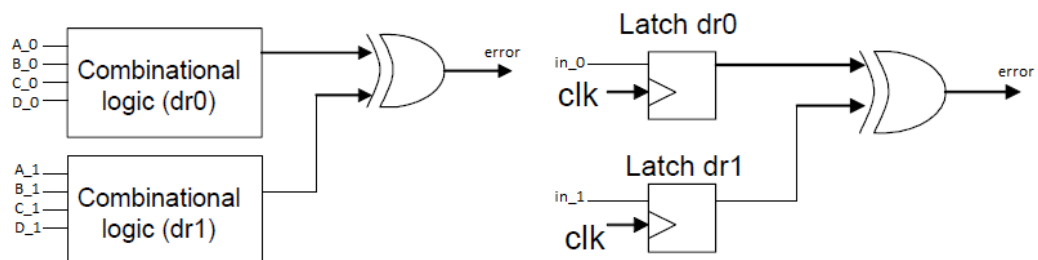 A_0
B_0
C_0
D_0
Combinational
logic (dr0)
error
A_1
B_1
C_1
D_1
Combinational
logic (dr1)
Latch dr0
in_0
clk
error
Latch dr1
in_1
clk